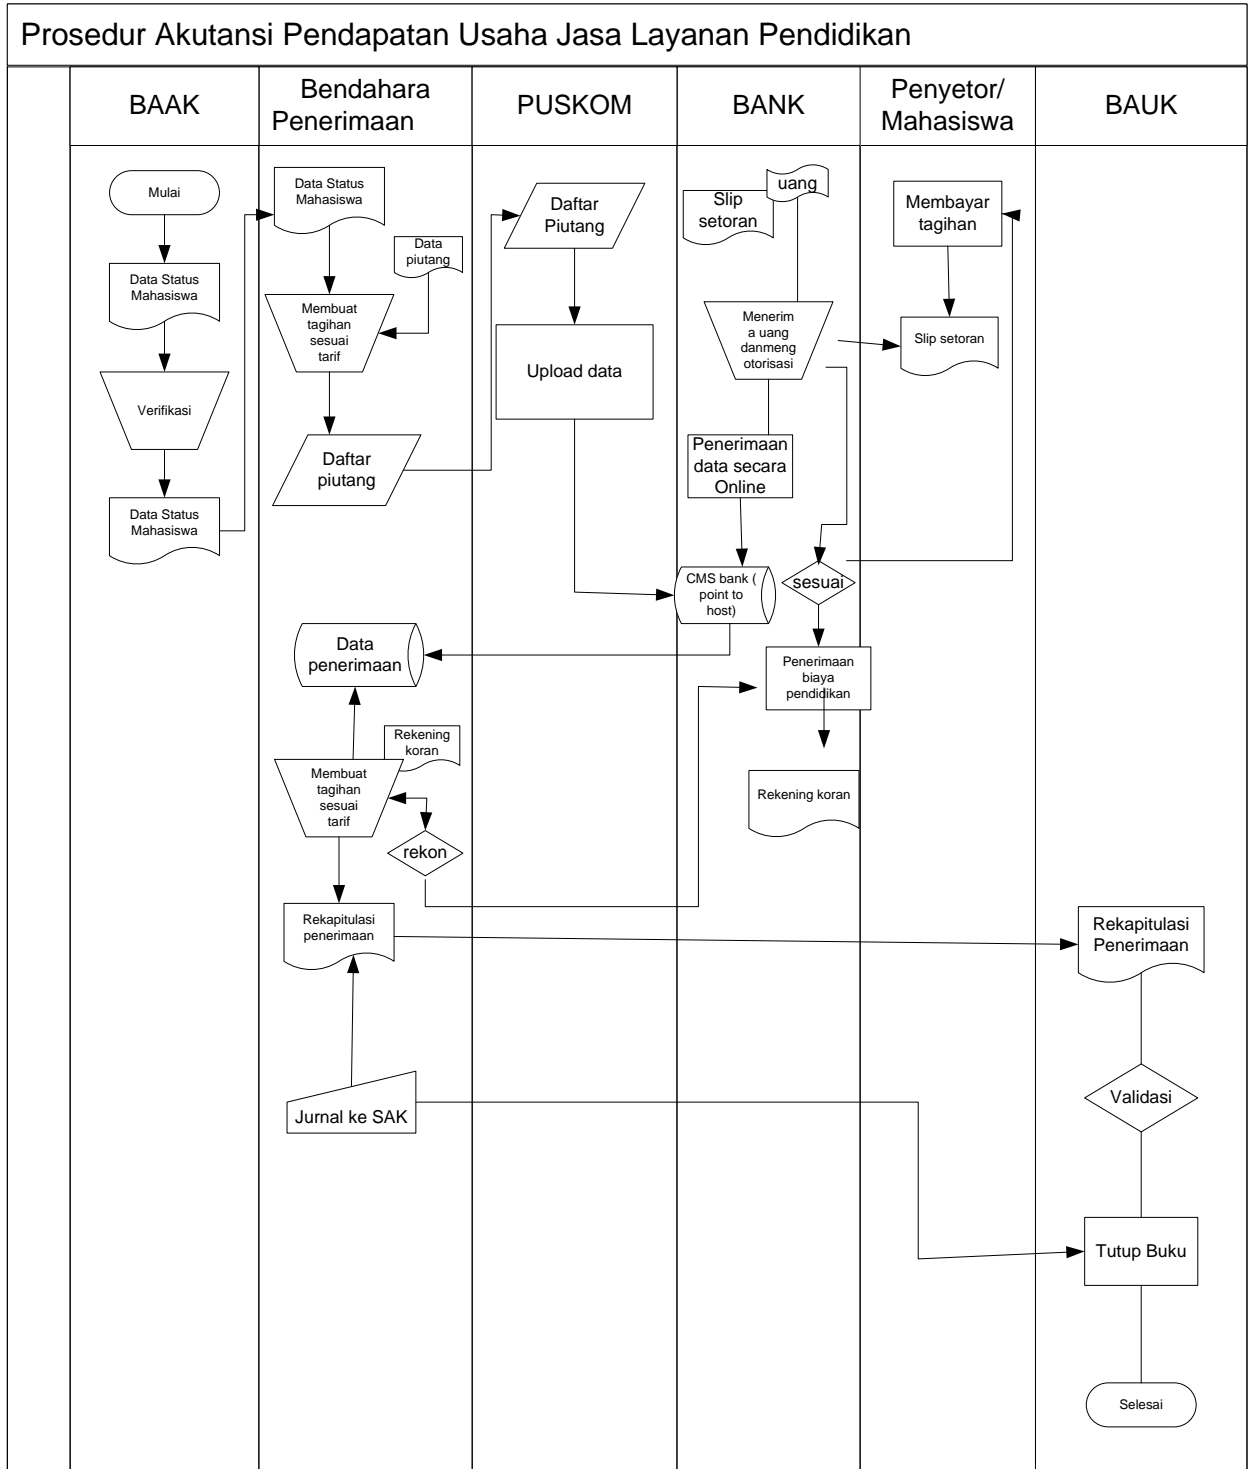 Prosedur Akutansi Pendapatan Usaha Jasa Layanan Pendidikan
BAAK
Bendahara
Penerimaan
PUSKOM
BANK
Penyetor/
Mahasiswa
BAUK
Mulai
Data Status
Mahasiswa
Verifikasi
Data Status
Mahasiswa
Data Status
Mahasiswa
Data
piutang
Membuat
tagihan
sesuai
tarif
Daftar
piutang
Data
penerimaan
Rekening
koran
Membuat
tagihan
sesuai
tarif
rekon
Rekapitulasi
penerimaan
Jurnal ke SAK
Daftar
Piutang
Upload data
uang
Slip
setoran
Menerim
a uang
danmeng
otorisasi
Penerimaan
data secara
Online
CMS bank (
point to
host)
sesuai
Penerimaan
biaya
pendidikan
Rekening koran
Membayar
tagihan
Slip setoran
Rekapitulasi
Penerimaan
Validasi
Tutup Buku
Selesai